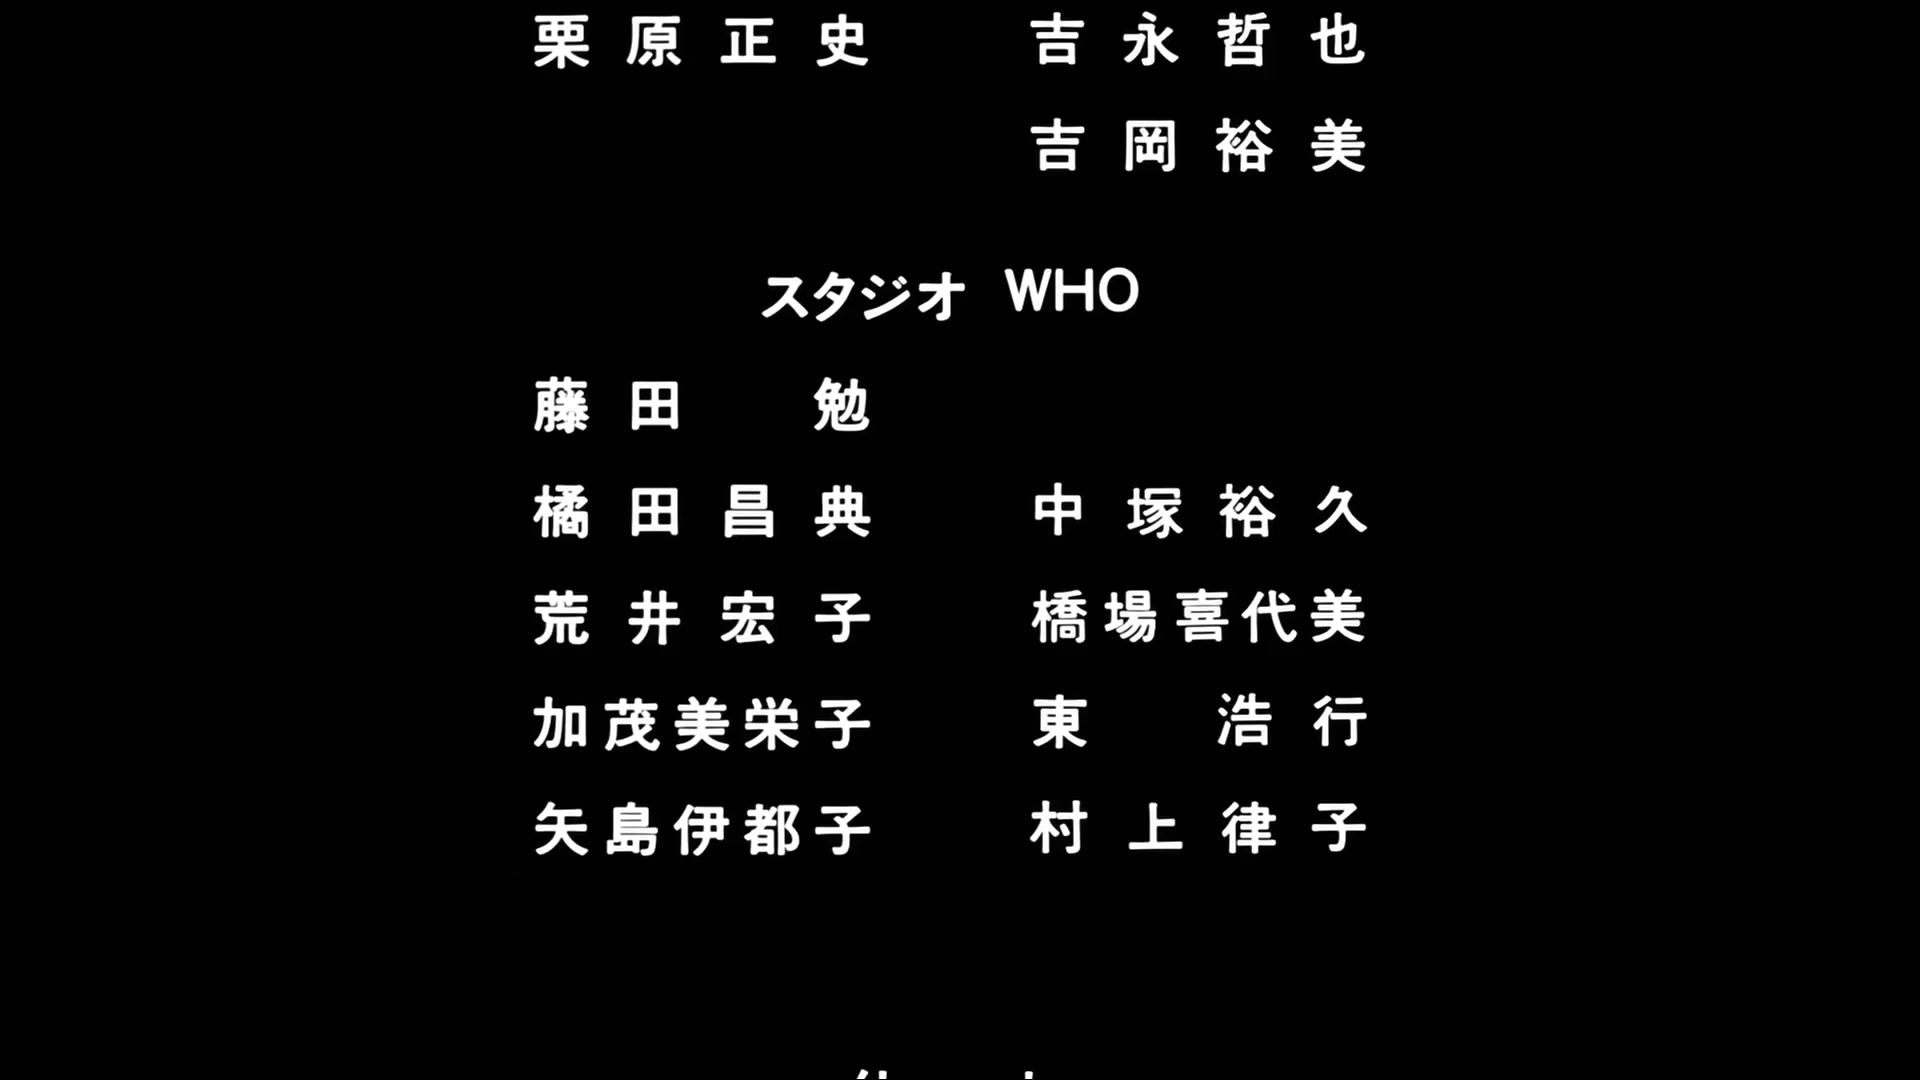 栗原正史　吉永哲也
吉岡裕美
スタジオ WHO
藤田　勉
橘田昌典　中塚裕久
荒井宏子　橋場喜代美
加茂美栄子　東　浩行
矢島伊都子　村上律子